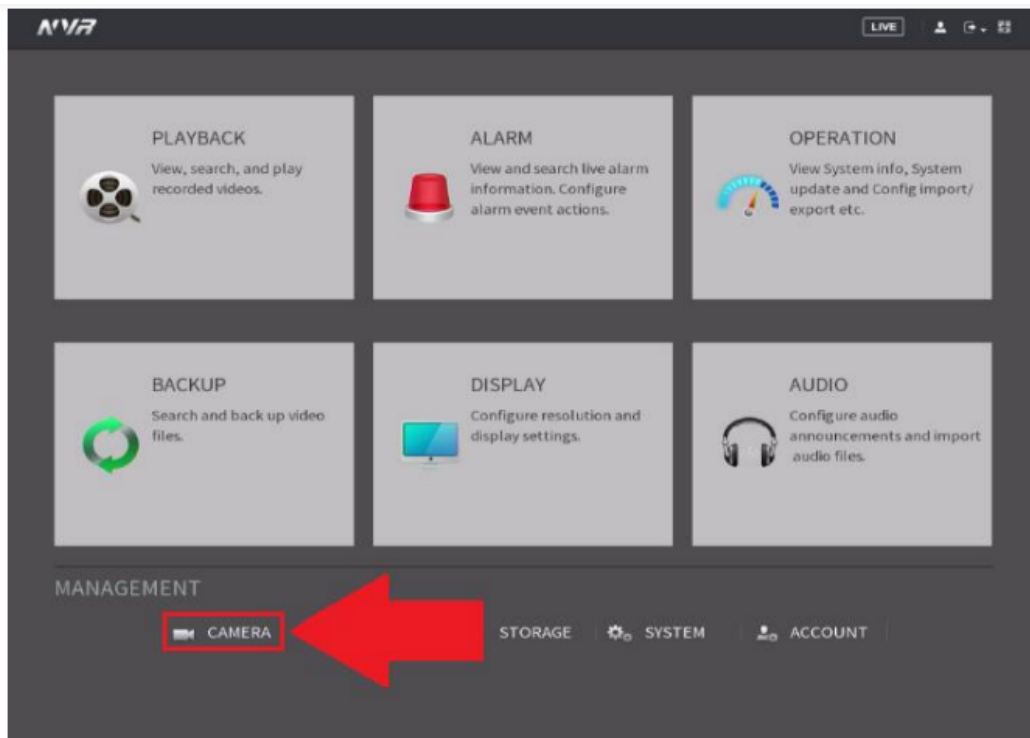 NVR
LIVE
PLAYBACK
View, search, and play
recorded videos.
ALARM
View and search live alarm
information. Configure
alarm event actions.
OPERATION
View System info, System
update and Config import/
export etc.
BACKUP
Search and back up video
files.
DISPLAY
Configure resolution and
display settings.
AUDIO
Configure audio
announcements and import
audio files.
MANAGEMENT
CAMERA
STORAGE
SYSTEM
ACCOUNT